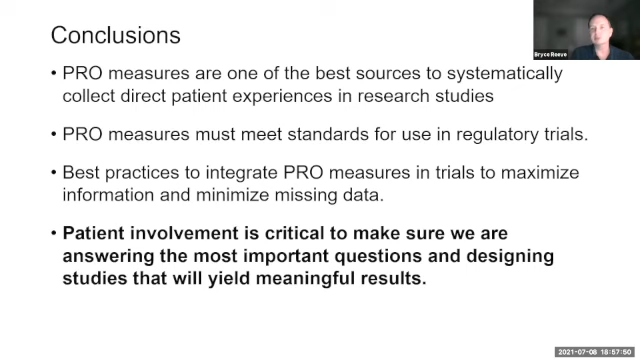 Conclusions
Bryce Reeve
• PRO measures are one of the best sources to systematically
collect direct patient experiences in research studies
• PRO measures must meet standards for use in regulatory trials.
• Best practices to integrate PRO measures in trials to maximize
information and minimize missing data.
• Patient involvement is critical to make sure we are
answering the most important questions and designing
studies that will yield meaningful results.
2021-07-08 18:57:50